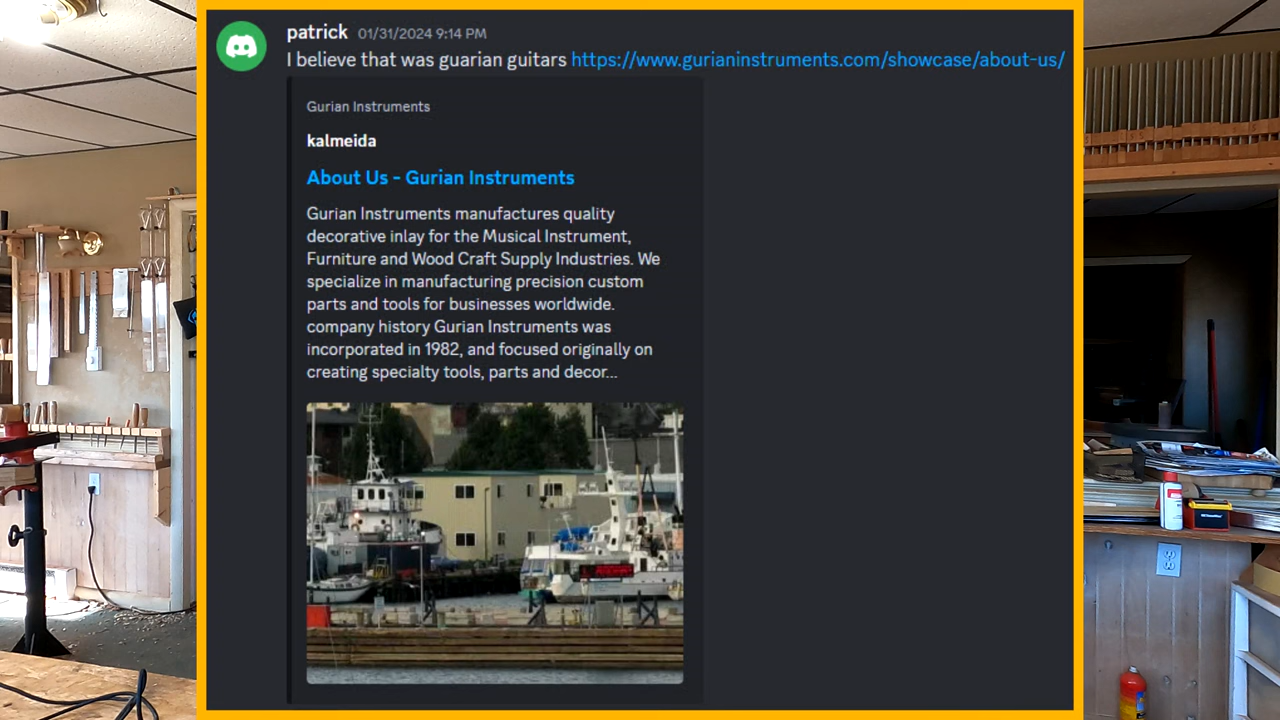 patrick 01/31/2024 9:14 PM
I believe that was guarian guitars https://www.gurianinstruments.com/showcase/about-us/
Gurian Instruments
kalmeida
About Us - Gurian Instruments
Gurian Instruments manufactures quality
decorative inlay for the Musical Instrument,
Furniture and Wood Craft Supply Industries. We
specialize in manufacturing precision custom
parts and tools for businesses worldwide.
company history Gurian Instruments was
incorporated in 1982, and focused originally on
creating specialty tools, parts and decor...